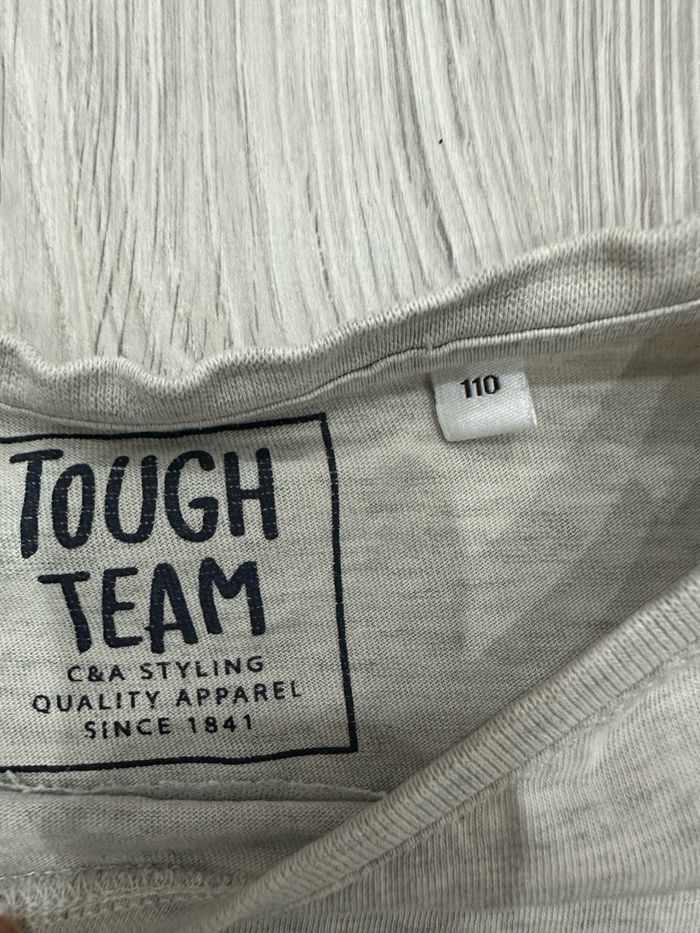 110
TOUGH
TEAM
C&A STYLING
QUALITY APPAREL
SINCE 1841